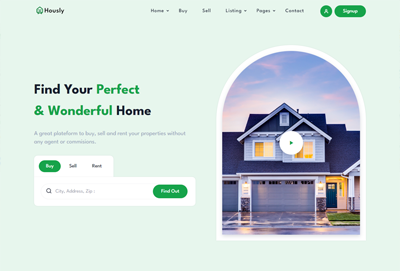 Hously
Home Buy Sell Listing Pages Contact
Signup
Find Your Perfect
& Wonderful Home
A great plateform to buy, sell and rent your properties without
any agent or commisions.
Buy Sell Rent
City, Address, Zip :
Find Out